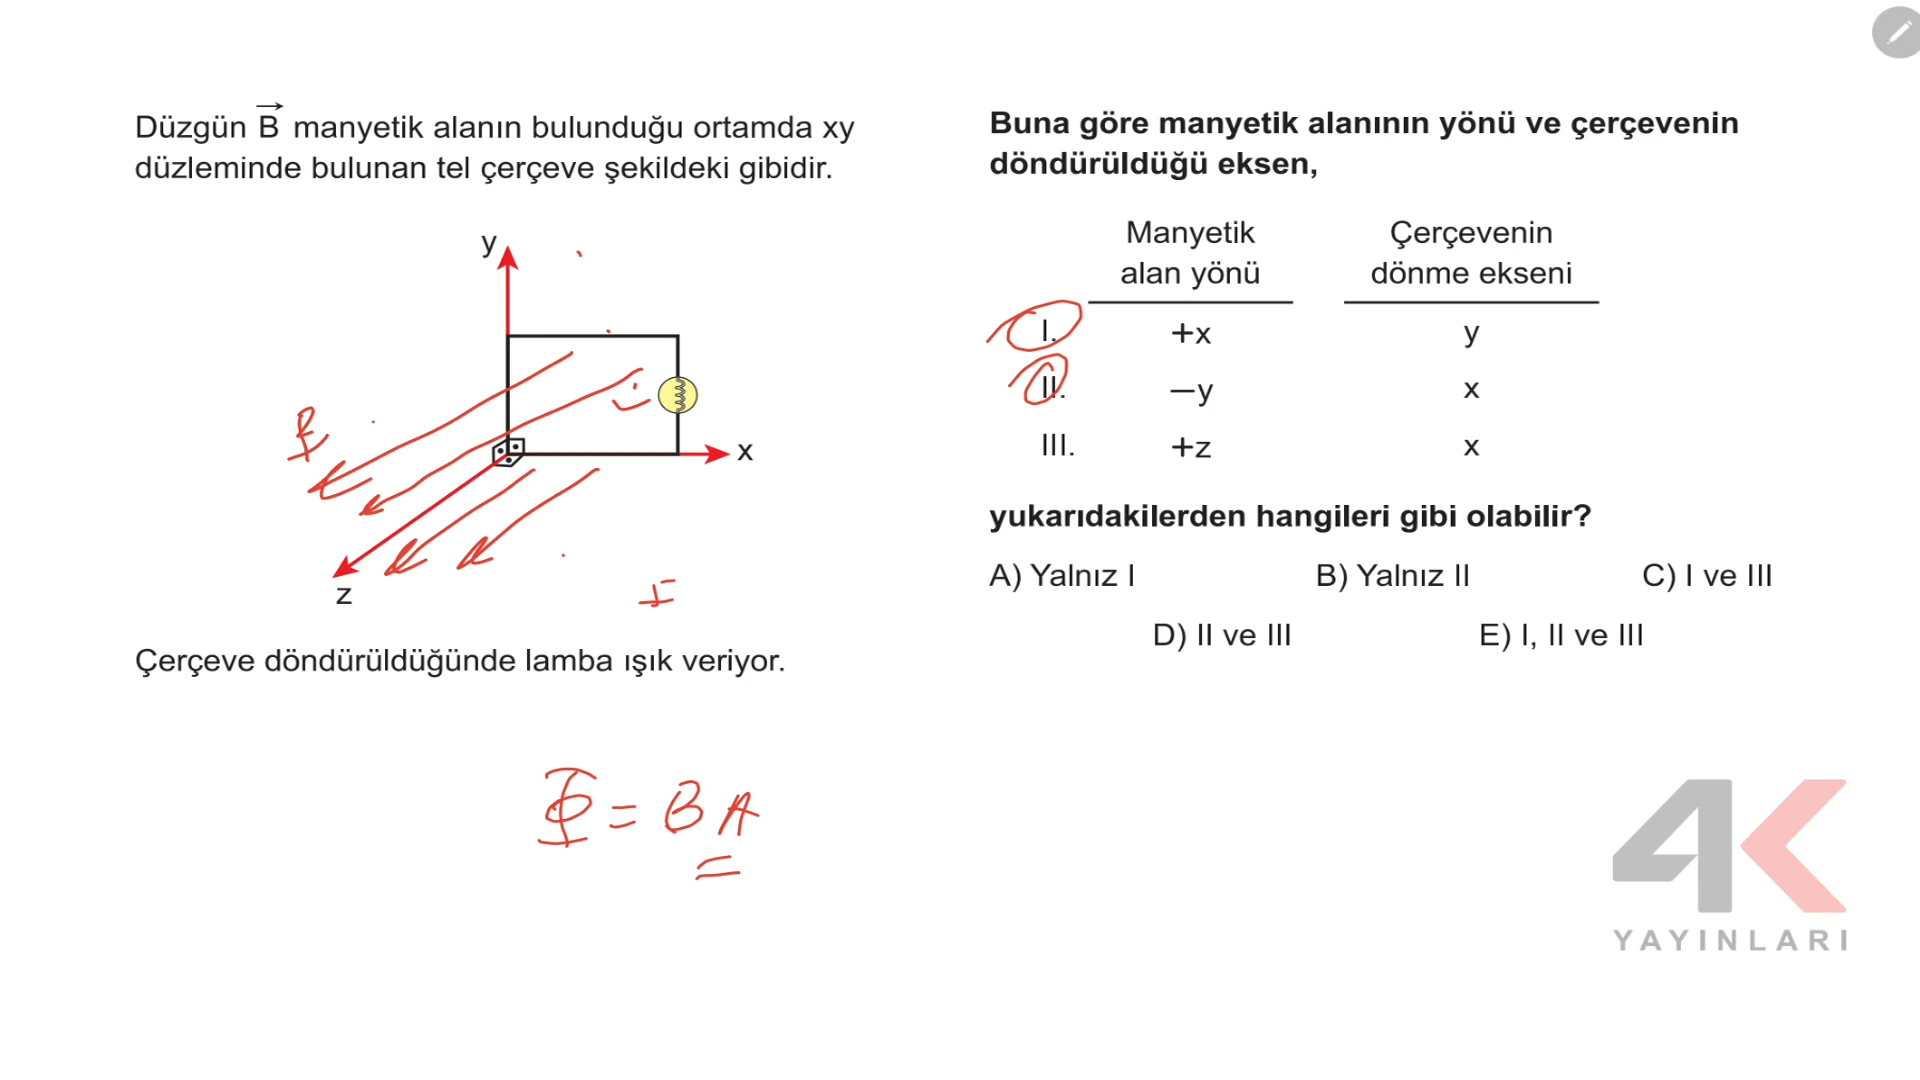 Düzgün B manyetik alanın bulunduğu ortamda xy
düzleminde bulunan tel çerçeve şekildeki gibidir.
y
x
z
Çerçeve döndürüldüğünde lamba ışık veriyor.
Φ = B A
Buna göre manyetik alanının yönü ve çerçevenin
döndürüldüğü eksen,
Manyetik alan yönü Çerçevenin dönme ekseni
I. +x y
II. –y x
III. +z x
yukarıdakilerden hangileri gibi olabilir?
A) Yalnız I B) Yalnız II C) I ve III
D) II ve III E) I, II ve III
4K
YAYINLARI